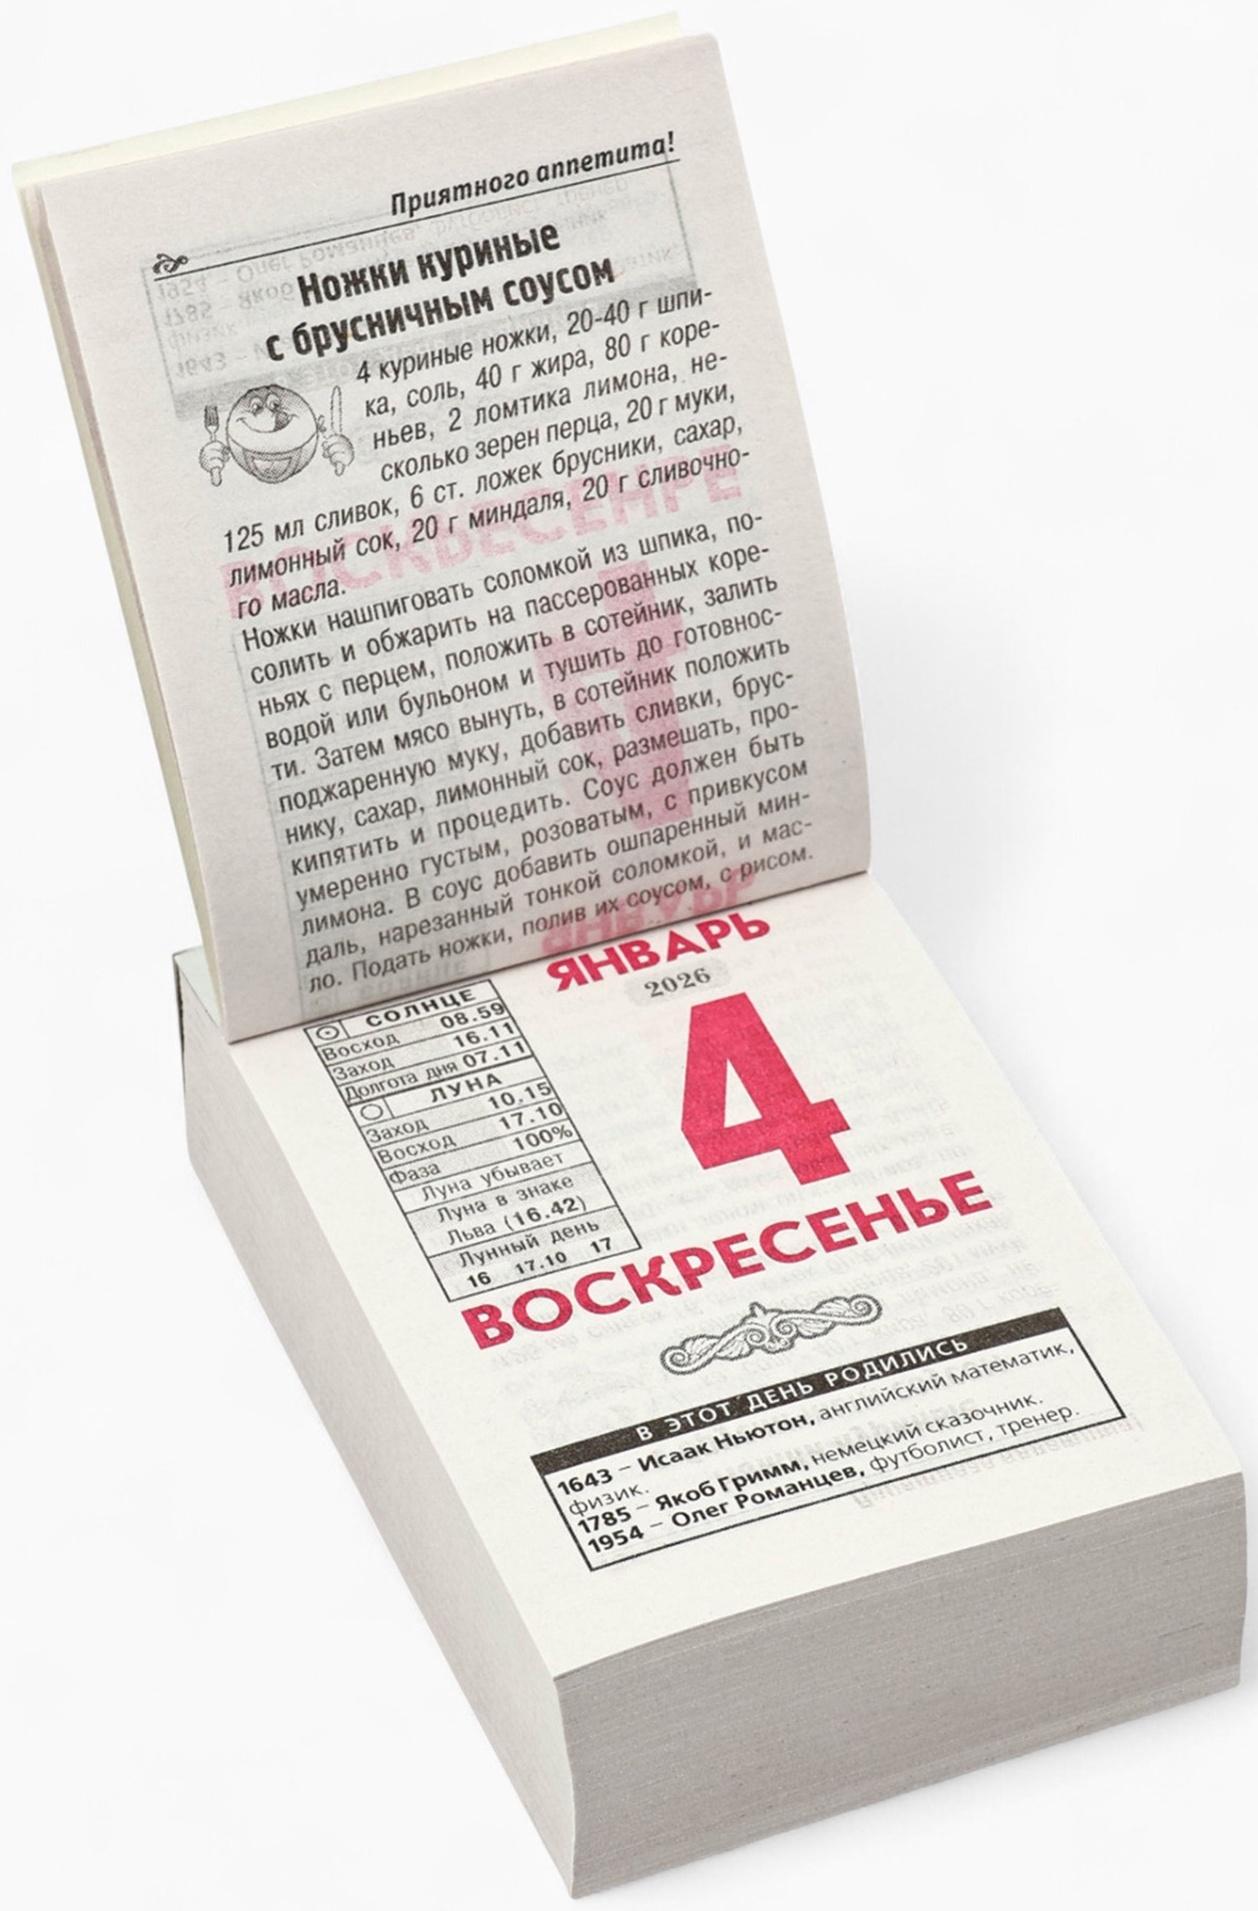 Приятного аппетита!
Ножки куриные
с брусничным соусом
4 куриные ножки, 20-40 г шпи-
ка, соль, 40 г жира, 80 г коре-
ньев, 2 ломтика лимона, не-
сколько зерен перца, 20 г муки,
125 мл сливок, 6 ст. ложек брусники, сахар,
лимонный сок, 20 г миндаля, 20 г сливочно-
го масла.
Ножки нашпиговать соломкой из шпика, по-
солить и обжарить на пассерованных коре-
ньях с перцем, положить в сотейник, залить
водой или бульоном и тушить до готовнос-
ти. Затем мясо вынуть, в сотейник положить
поджаренную муку, добавить сливки, брус-
нику, сахар, лимонный сок, размешать, про-
кипятить и процедить. Соус должен быть
умеренно густым, розоватым, с привкусом
лимона. В соус добавить ошпаренный мин-
даль, нарезанный тонкой соломкой, и мас-
ло. Подать ножки, полив их соусом, с рисом.
ЯНВАРЬ
2026
4
ВОСКРЕСЕНЬЕ
СОЛНЦЕ
Восход 08.59
Заход 16.11
Долгота дня 07.11
ЛУНА
Заход 10.15
Восход 17.10
Фаза 100%
Луна убывает
Луна в знаке
Льва (16.42)
Лунный день
16 17.10 17
В ЭТОТ ДЕНЬ РОДИЛИСЬ
1643 – Исаак Ньютон, английский математик,
физик.
1785 – Якоб Гримм, немецкий сказочник.
1954 – Олег Романцев, футболист, тренер.